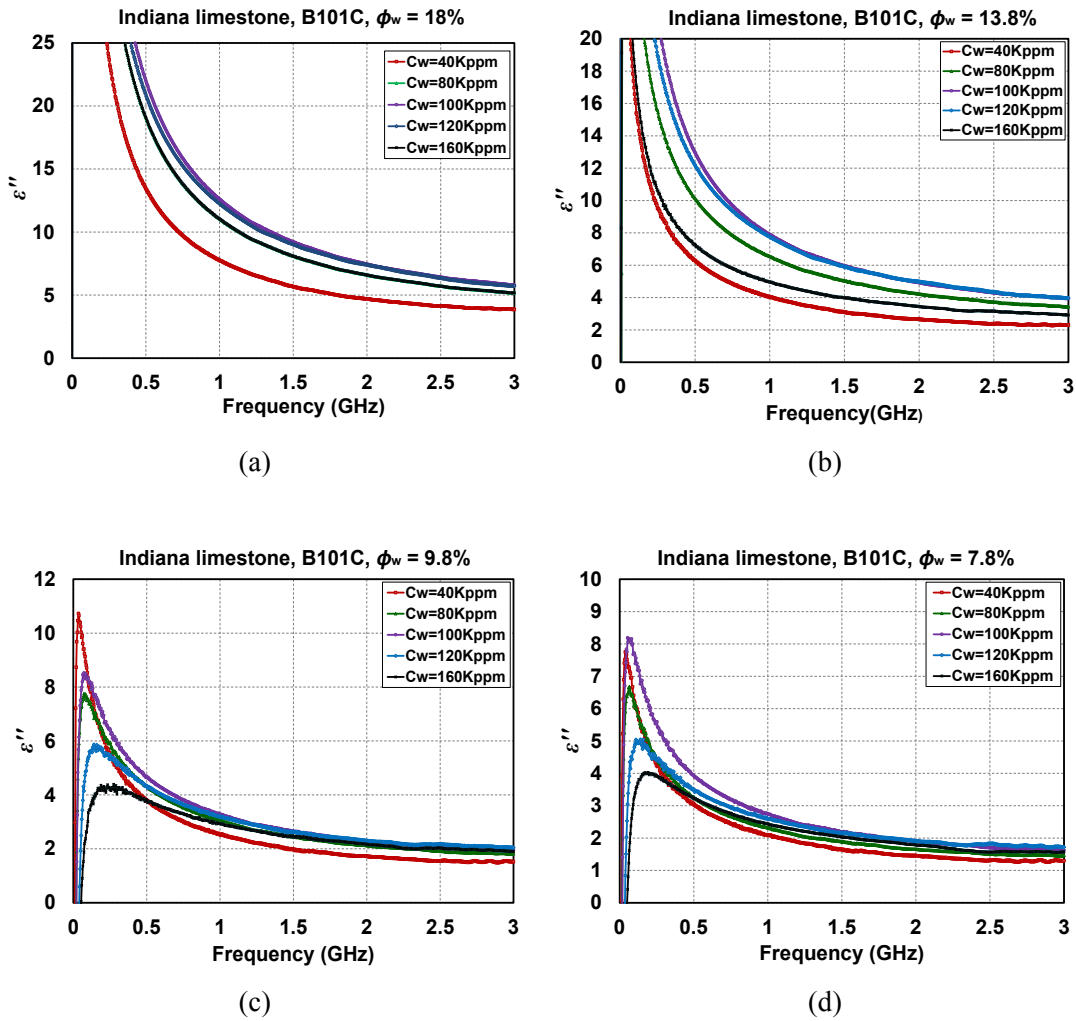 Indiana limestone, B101C, ϕw = 18%
25
20
15
10
5
0
ε″
Cw=40Kppm
Cw=80Kppm
Cw=100Kppm
Cw=120Kppm
Cw=160Kppm
0 0.5 1 1.5 2 2.5 3
Frequency (GHz)
(a)
Indiana limestone, B101C, ϕw = 13.8%
20
18
16
14
12
10
8
6
4
2
0
ε″
Cw=40Kppm
Cw=80Kppm
Cw=100Kppm
Cw=120Kppm
Cw=160Kppm
0 0.5 1 1.5 2 2.5 3
Frequency(GHz)
(b)
Indiana limestone, B101C, ϕw = 9.8%
12
10
8
6
4
2
0
ε″
Cw=40Kppm
Cw=80Kppm
Cw=100Kppm
Cw=120Kppm
Cw=160Kppm
0 0.5 1 1.5 2 2.5 3
Frequency (GHz)
(c)
Indiana limestone, B101C, ϕw = 7.8%
10
9
8
7
6
5
4
3
2
1
0
ε″
Cw=40Kppm
Cw=80Kppm
Cw=100Kppm
Cw=120Kppm
Cw=160Kppm
0 0.5 1 1.5 2 2.5 3
Frequency (GHz)
(d)